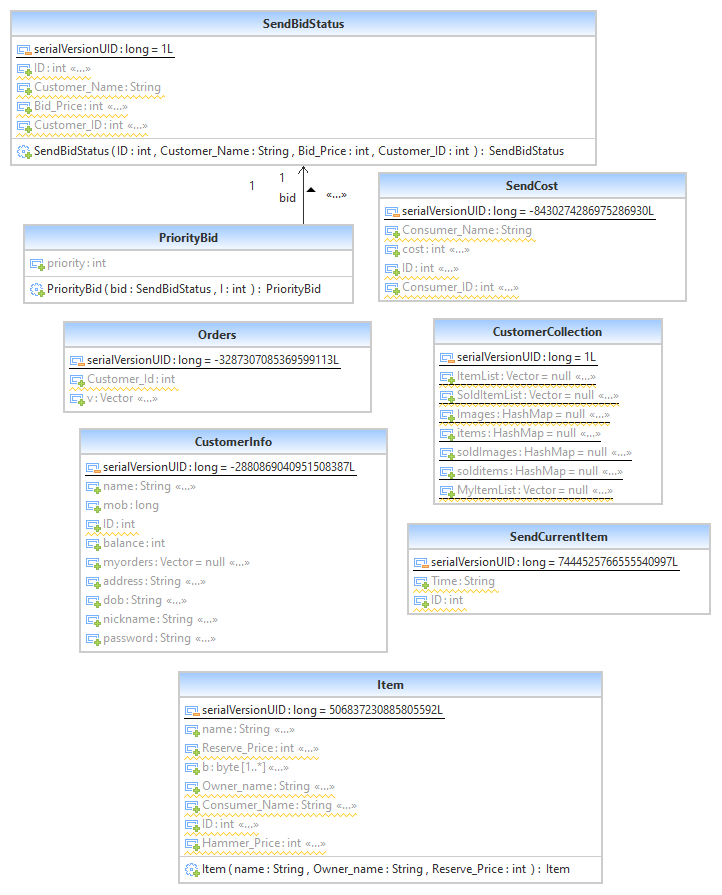 SendBidStatus
serialVersionUID : long = 1L
ID : int «...»
Customer_Name : String
Bid_Price : int «...»
Customer_ID : int «...»
SendBidStatus ( ID : int , Customer_Name : String , Bid_Price : int , Customer_ID : int ) : SendBidStatus
1
1
bid
«...»
SendCost
serialVersionUID : long = -8430274286975286930L
Consumer_Name : String
cost : int «...»
ID : int «...»
Consumer_ID : int «...»
PriorityBid
priority : int
PriorityBid ( bid : SendBidStatus , I : int ) : PriorityBid
Orders
serialVersionUID : long = -3287307085369599113L
Customer_Id : int
v : Vector «...»
CustomerCollection
serialVersionUID : long = 1L
ItemList : Vector = null «...»
SoldItemList : Vector = null «...»
Images : HashMap = null «...»
items : HashMap = null «...»
soldImages : HashMap = null «...»
solditems : HashMap = null «...»
MyItemList : Vector = null «...»
CustomerInfo
serialVersionUID : long = -2880869040951508387L
name : String «...»
mob : long
ID : int
balance : int
myorders : Vector = null «...»
address : String «...»
dob : String «...»
nickname : String «...»
password : String «...»
SendCurrentItem
serialVersionUID : long = 7444525766555540997L
Time : String
ID : int
Item
serialVersionUID : long = 506837230885805592L
name : String «...»
Reserve_Price : int «...»
b : byte [1..*] «...»
Owner_name : String «...»
Consumer_Name : String «...»
ID : int «...»
Hammer_Price : int «...»
Item ( name : String , Owner_name : String , Reserve_Price : int ) : Item